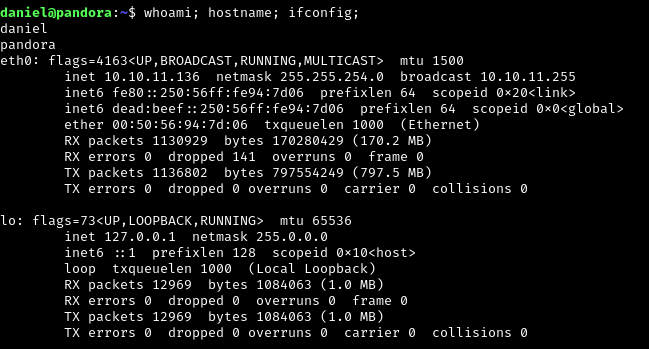 daniel@pandora:~$ whoami; hostname; ifconfig;
daniel
pandora
eth0: flags=4163<UP,BROADCAST,RUNNING,MULTICAST>  mtu 1500
        inet 10.10.11.136  netmask 255.255.254.0  broadcast 10.10.11.255
        inet6 fe80::250:56ff:fe94:7d06  prefixlen 64  scopeid 0×20<link>
        inet6 dead:beef::250:56ff:fe94:7d06  prefixlen 64  scopeid 0×0<global>
        ether 00:50:56:94:7d:06  txqueuelen 1000  (Ethernet)
        RX packets 1130929  bytes 170280429 (170.2 MB)
        RX errors 0  dropped 141  overruns 0  frame 0
        TX packets 1136802  bytes 797554249 (797.5 MB)
        TX errors 0  dropped 0 overruns 0  carrier 0  collisions 0

lo: flags=73<UP,LOOPBACK,RUNNING>  mtu 65536
        inet 127.0.0.1  netmask 255.0.0.0
        inet6 ::1  prefixlen 128  scopeid 0×10<host>
        loop  txqueuelen 1000  (Local Loopback)
        RX packets 12969  bytes 1084063 (1.0 MB)
        RX errors 0  dropped 0  overruns 0  frame 0
        TX packets 12969  bytes 1084063 (1.0 MB)
        TX errors 0  dropped 0 overruns 0  carrier 0  collisions 0